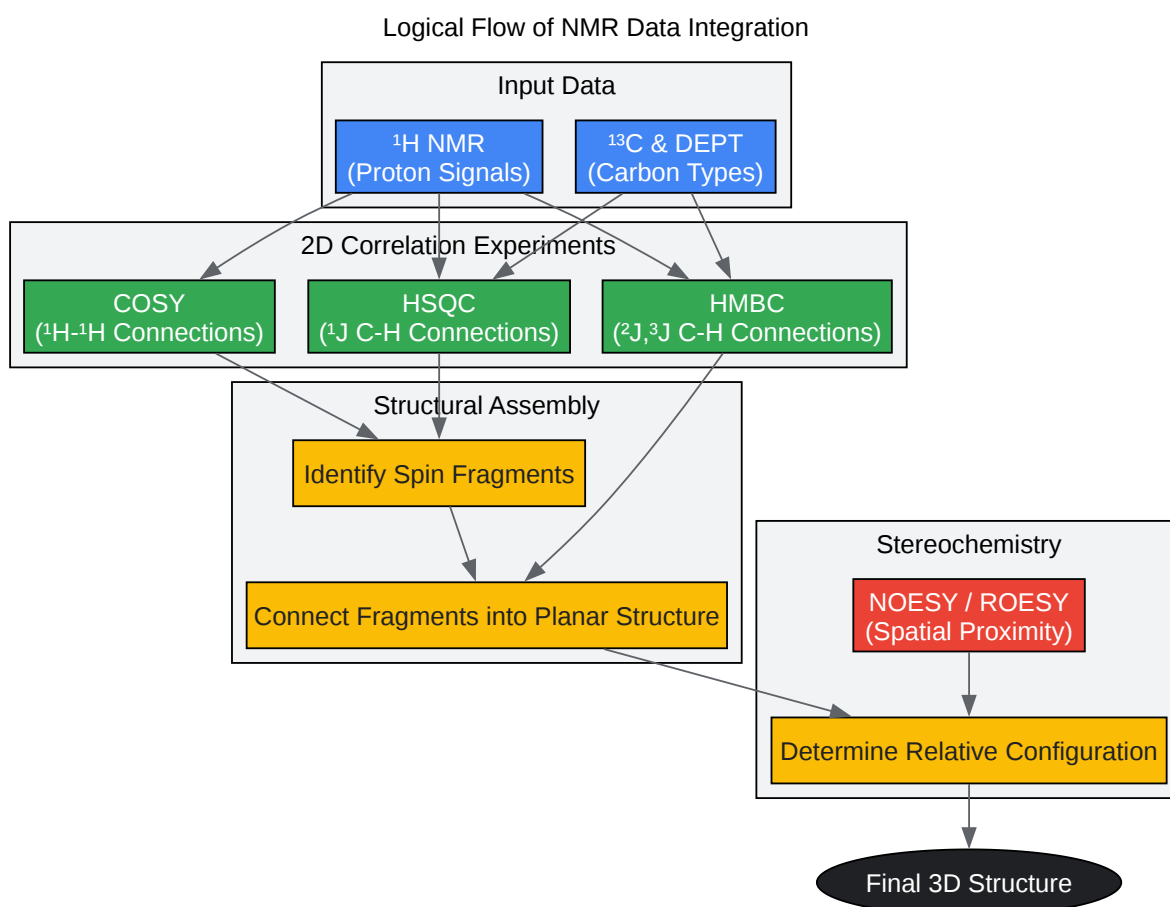 Logical Flow of NMR Data Integration
Input Data
¹H NMR
(Proton Signals)
¹³C & DEPT
(Carbon Types)
2D Correlation Experiments
COSY
(¹H-¹H Connections)
HSQC
(¹J C-H Connections)
HMBC
(²J,³J C-H Connections)
Structural Assembly
Identify Spin Fragments
Connect Fragments into Planar Structure
Stereochemistry
NOESY / ROESY
(Spatial Proximity)
Determine Relative Configuration
Final 3D Structure